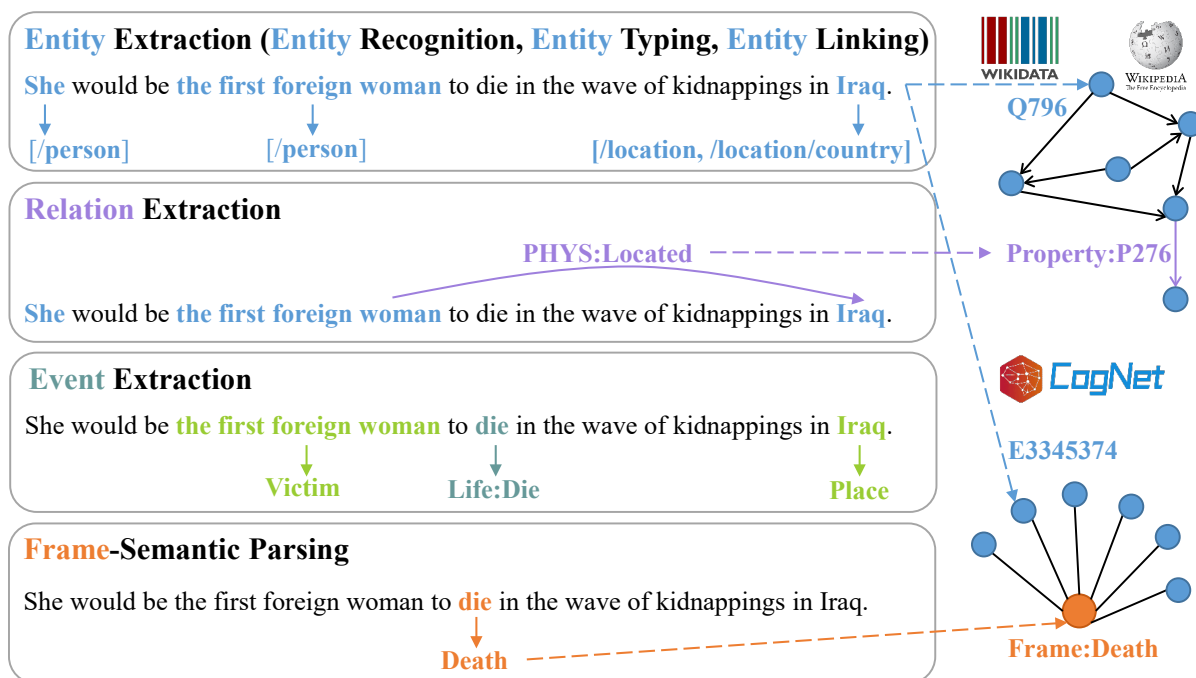 Entity Extraction (Entity Recognition, Entity Typing, Entity Linking)
She would be the first foreign woman to die in the wave of kidnappings in Iraq.
[/person]
[/person]
[/location, /location/country]
WIKIDATA
WIKIPEDIA
The Free Encyclopedia
Q796
Relation Extraction
PHYS:Located
Property:P276
She would be the first foreign woman to die in the wave of kidnappings in Iraq.
Event Extraction
CogNet
She would be the first foreign woman to die in the wave of kidnappings in Iraq.
E3345374
Victim
Life:Die
Place
Frame-Semantic Parsing
She would be the first foreign woman to die in the wave of kidnappings in Iraq.
Death
Frame:Death